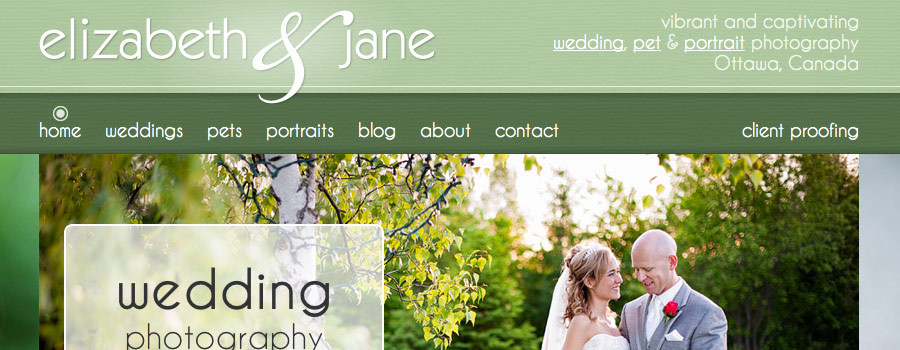 elizabeth & jane
vibrant and captivating
wedding, pet & portrait photography
Ottawa, Canada
home weddings pets portraits blog about contact client proofing
wedding
photography